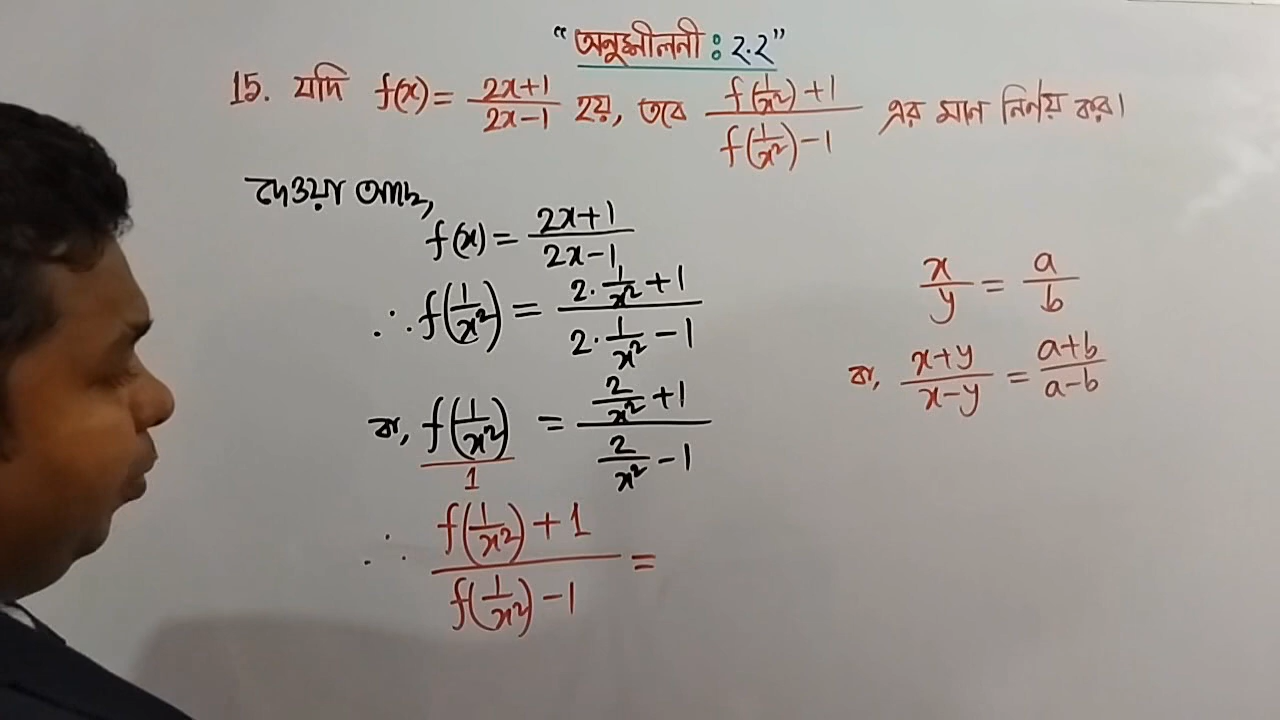 “অনুশীলনী : ২.২”
15. যদি f(x) = (2x+1)/(2x-1) হয়, তবে (f(1/x²)+1)/(f(1/x²)-1) এর মান নির্ণয় কর।
দেওয়া আছে,
f(x) = (2x+1)/(2x-1)
∴ f(1/x²) = (2·1/x²+1)/(2·1/x²-1)
বা, f(1/x²)/1 = (2/x²+1)/(2/x²-1)
∴ (f(1/x²)+1)/(f(1/x²)-1) =
x/y = a/b
বা, (x+y)/(x-y) = (a+b)/(a-b)